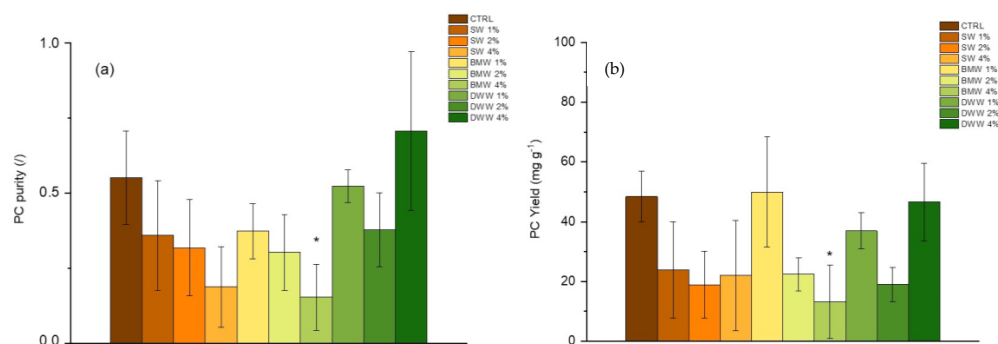 (a)
PC purity (/)
1.0
0.5
0.0
*
CTRL
SW 1%
SW 2%
SW 4%
BMW 1%
BMW 2%
BMW 4%
DWW 1%
DWW 2%
DWW 4%
(b)
PC Yield (mg g⁻¹)
100
80
60
40
20
0
*
CTRL
SW 1%
SW 2%
SW 4%
BMW 1%
BMW 2%
BMW 4%
DWW 1%
DWW 2%
DWW 4%